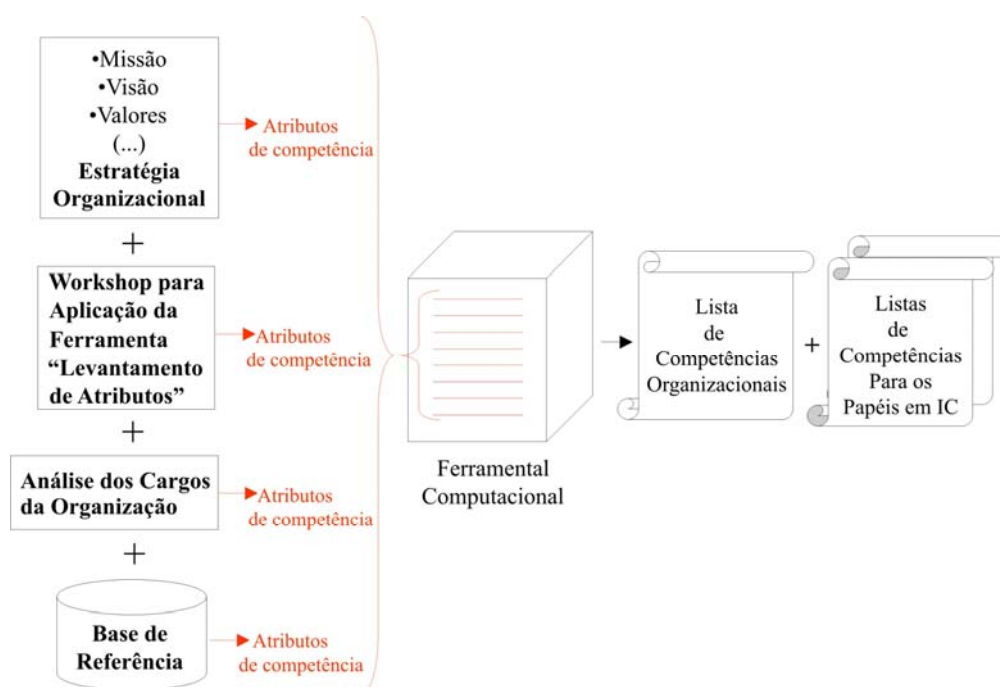 •Missão
•Visão
•Valores
(...)
Estratégia
Organizacional
Atributos
de competência
+
Workshop para
Aplicação da
Ferramenta
“Levantamento
de Atributos”
Atributos
de competência
+
Análise dos Cargos
da Organização
Atributos
de competência
+
Base de
Referência
Atributos
de competência
Ferramental
Computacional
Lista
de
Competências
Organizacionais
+
Listas
de
Competências
Para os
Papéis em IC